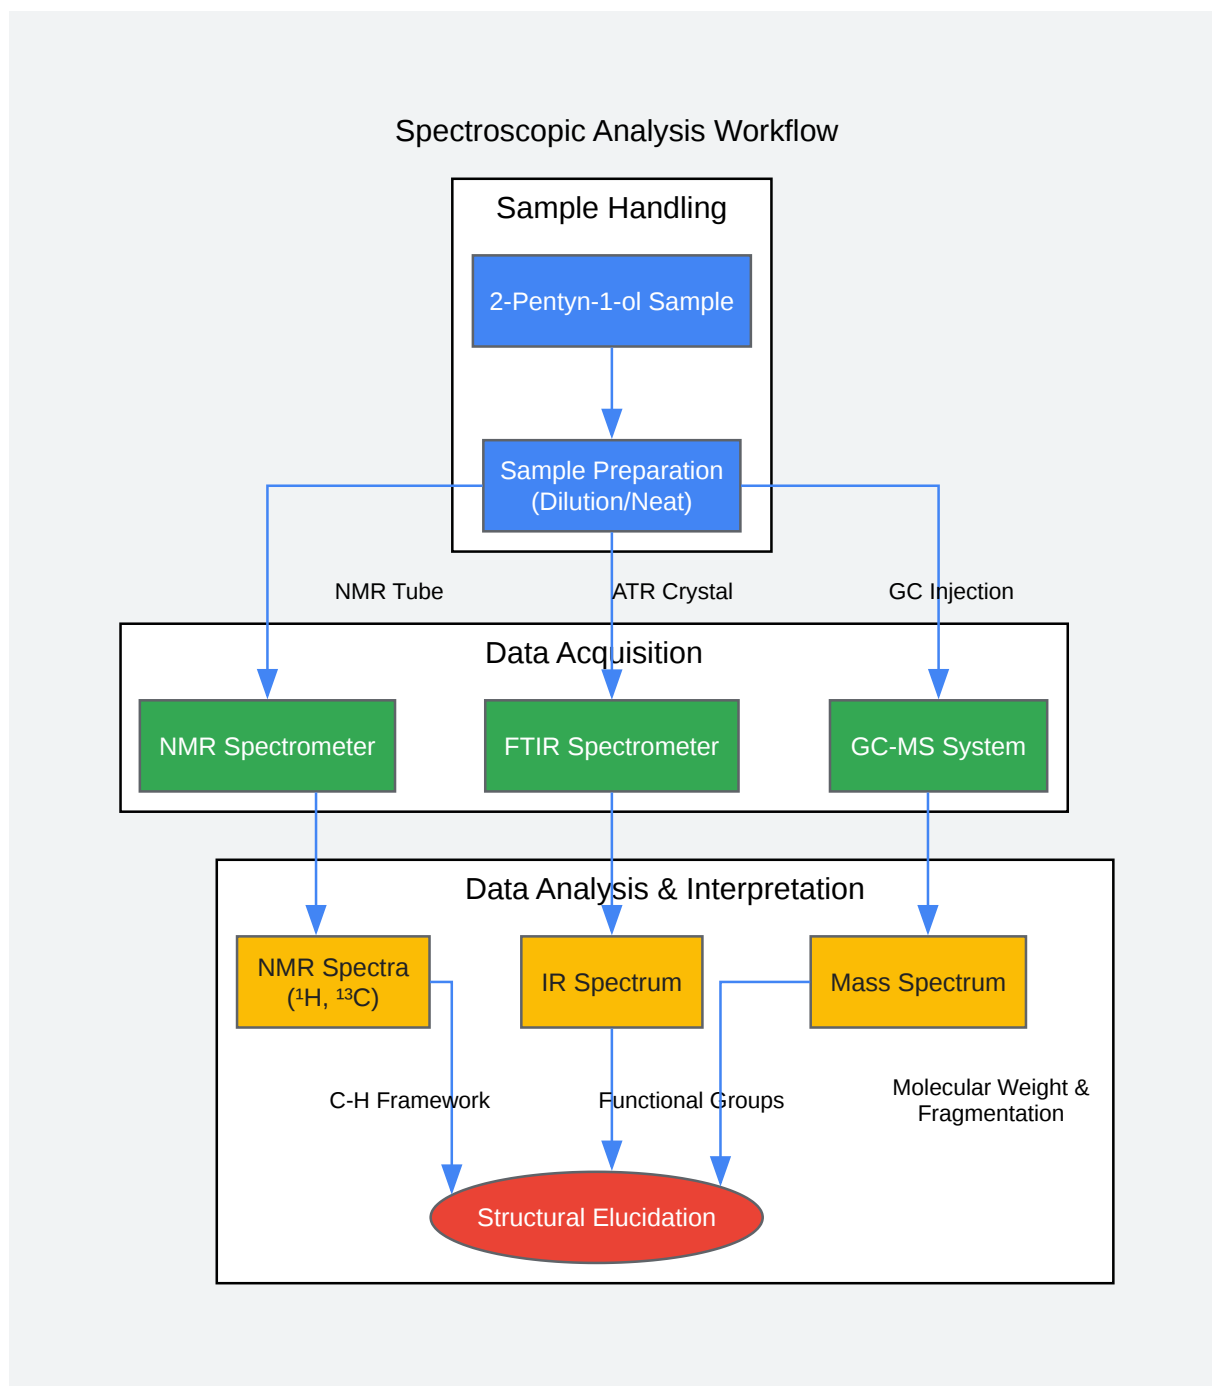 Spectroscopic Analysis Workflow
Sample Handling
2-Pentyn-1-ol Sample
Sample Preparation
(Dilution/Neat)
NMR Tube
ATR Crystal
GC Injection
Data Acquisition
NMR Spectrometer
FTIR Spectrometer
GC-MS System
Data Analysis & Interpretation
NMR Spectra
(¹H, ¹³C)
IR Spectrum
Mass Spectrum
C-H Framework
Functional Groups
Molecular Weight &
Fragmentation
Structural Elucidation